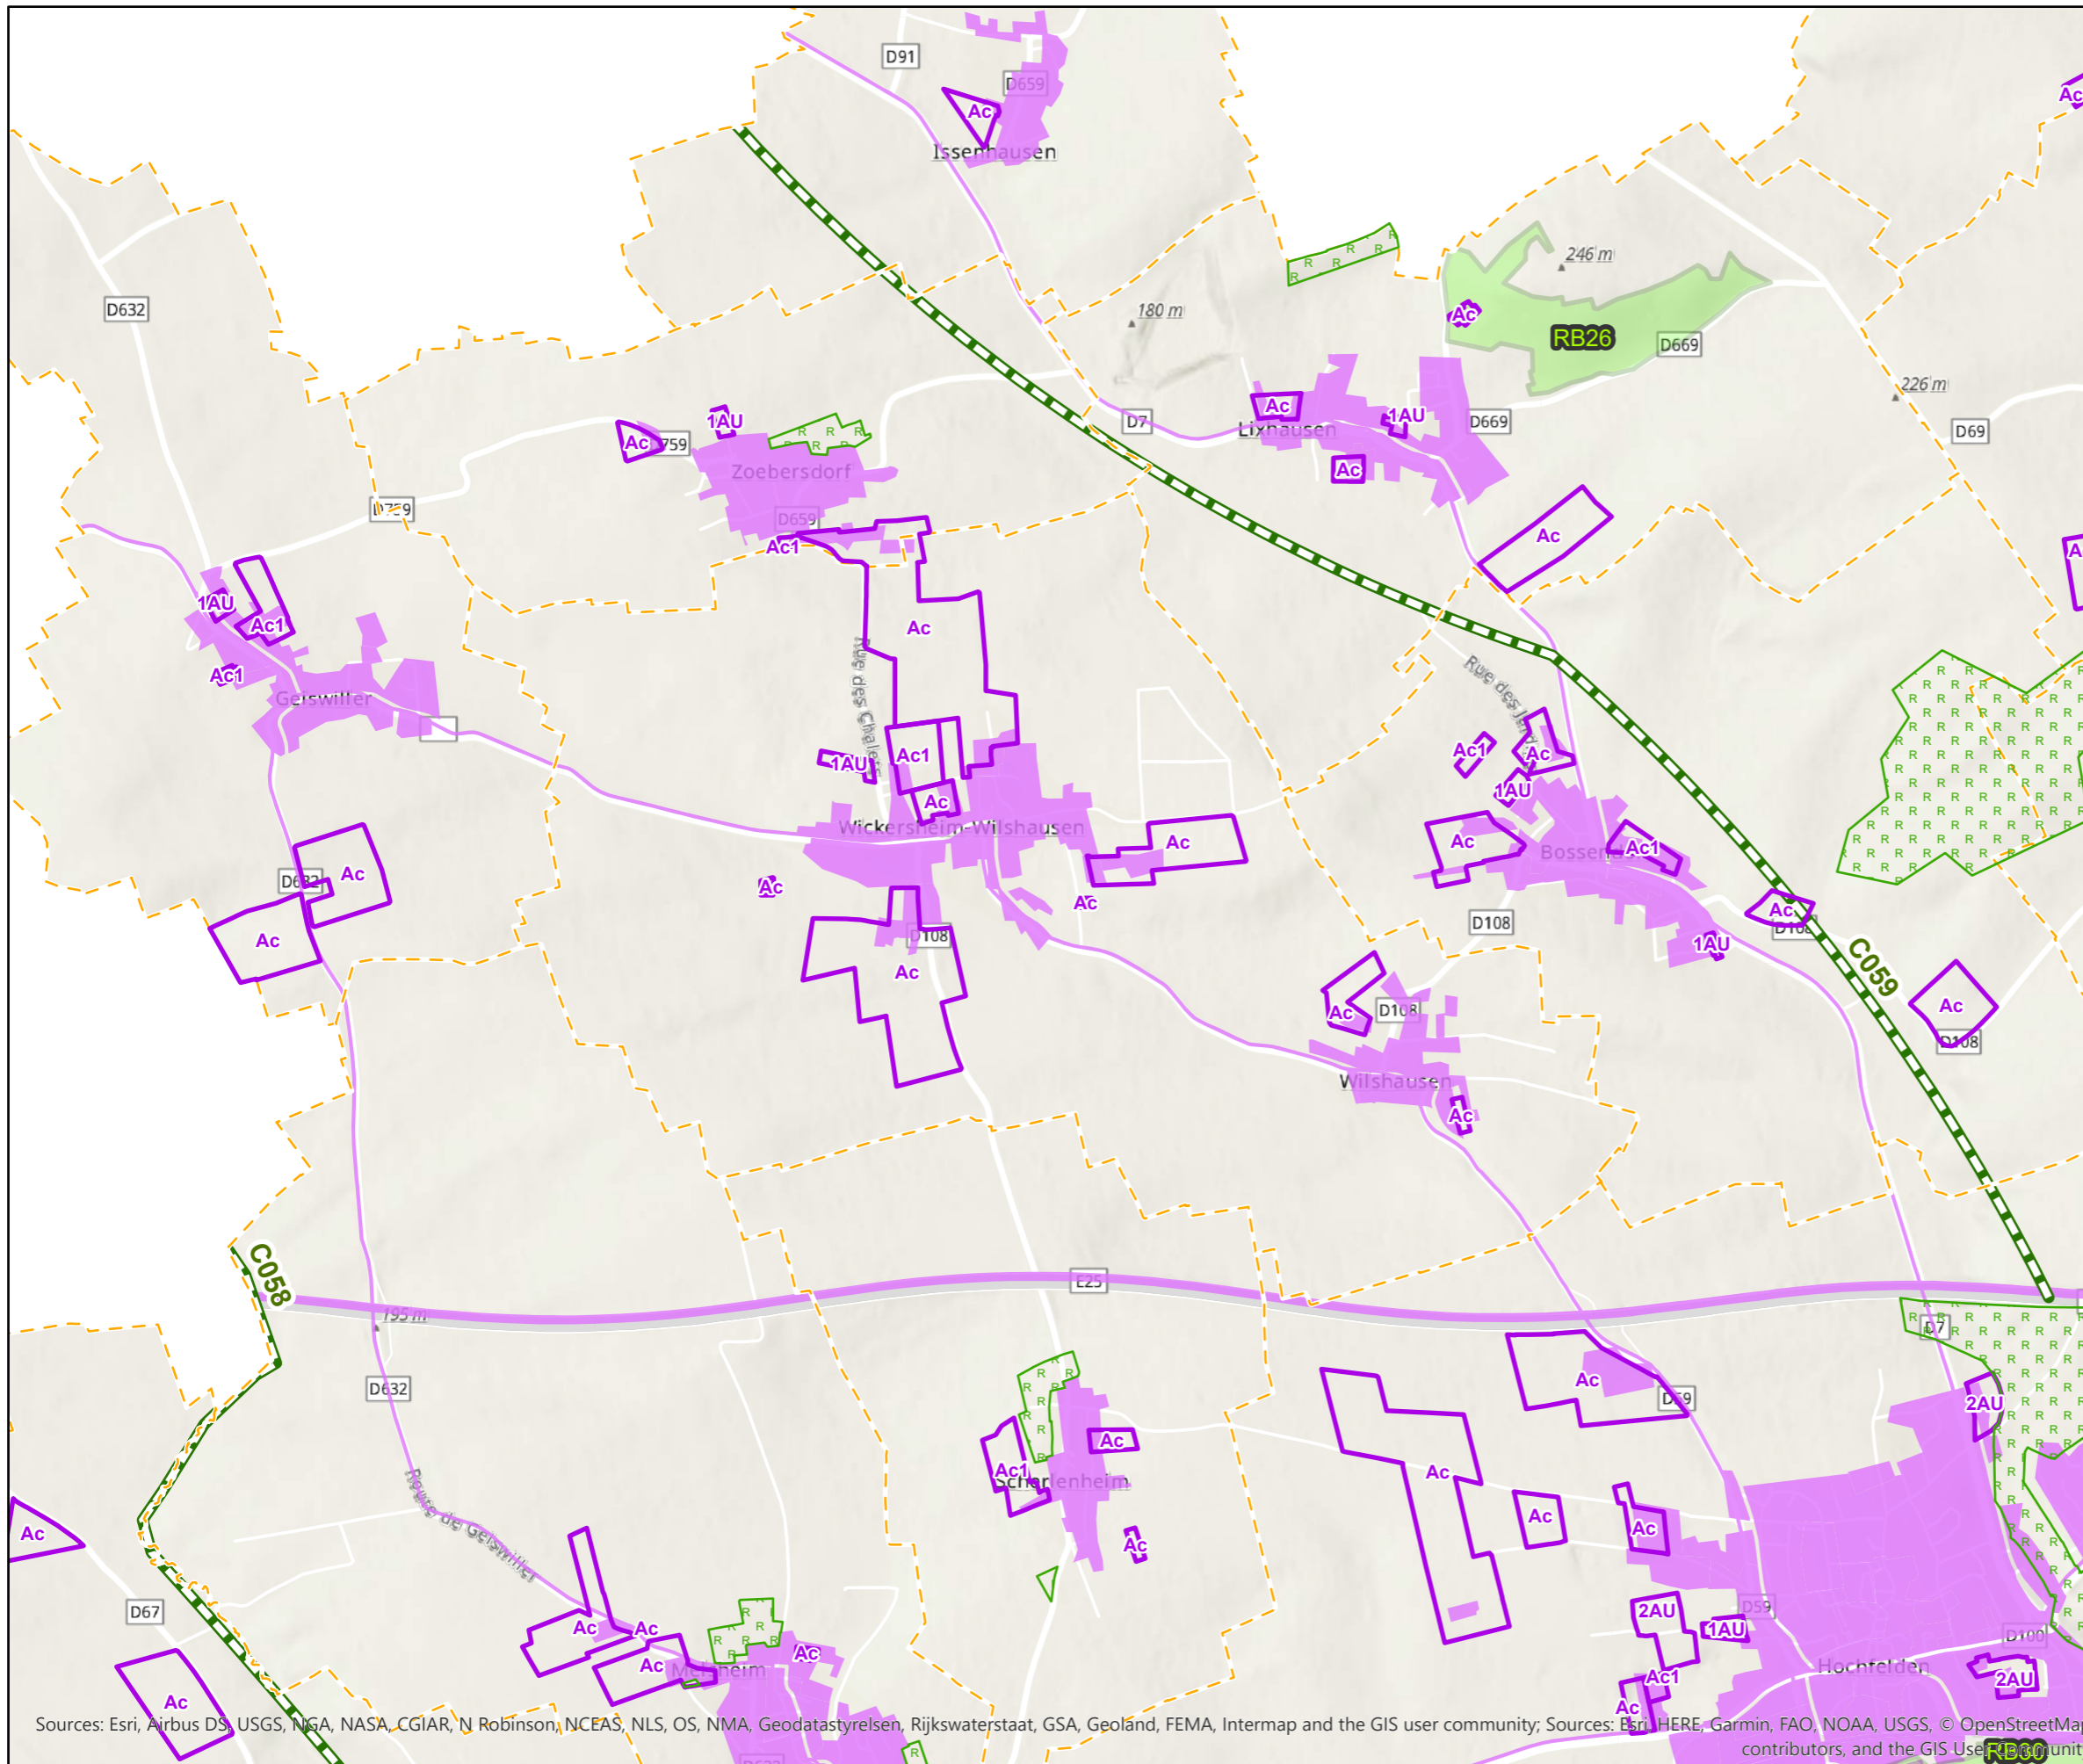 D91
D659
Ac
Issenhausen
Ac
246 m
D632
180 m
Ac
RB26
D669
226 m
Ac
1AU
D7
1AU
D669
D69
Ac
D759
Lixhausen
Zoebersdorf
Ac
D759
D659
Ac1
Ac
1AU
Ac1
Ac
Rue des Chalets
Ac1
Geiswiller
Ac1
Ac
1AU
Ac1
1AU
Ac
Wickersheim-Wilshausen
Ac
Ac
Ac1
Ac
D632
Ac
Ac
Ac
D108
D108
Ac
D108
1AU
C059
Ac
Ac
D108
Ac
D108
Wilshausen
Ac
C058
E25
195 m
D7
D632
Ac
D59
2AU
Ac
Ac1
Scherlenheim
Ac
Route de Geiswiller
Ac
Ac
Ac
Ac
D67
Ac
Ac
Ac
Ac
Melsheim
2AU
D59
1AU
D100
Hochfelden
Ac1
2AU
Ac
Ac
Sources: Esri, Airbus DS, USGS, NGA, NASA, CGIAR, N Robinson, NCEAS, NLS, OS, NMA, Geodatastyrelsen, Rijkswaterstaat, GSA, Geoland, FEMA, Intermap and the GIS user community; Sources: Esri, HERE, Garmin, FAO, NOAA, USGS, © OpenStreetMap
contributors, and the GIS User Communit